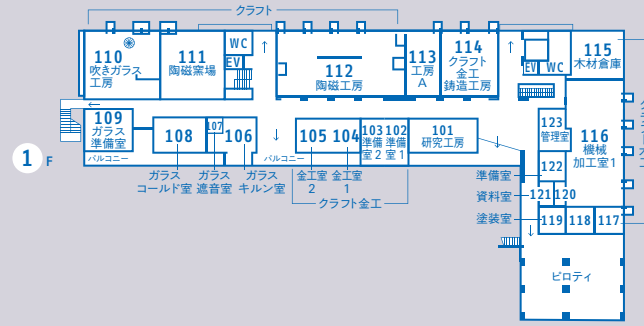 クラフト
110
吹きガラス
工房
111
陶磁窯場
WC
EV
112
陶磁工房
113
工房
A
114
クラフト
金工
鋳造工房
EV
WC
115
木材倉庫
109
ガラス
準備室
バルコニー
108
107
106
バルコニー
105
104
103
準備
室2
102
準備
室1
101
研究工房
123
管理室
116
機械
加工室1
122
121
120
119
118
117
1
F
ガラス
コールド室
ガラス
遮音室
ガラス
キルン室
金工室
2
金工室
1
クラフト金工
準備室
資料室
塗装室
ピロティ